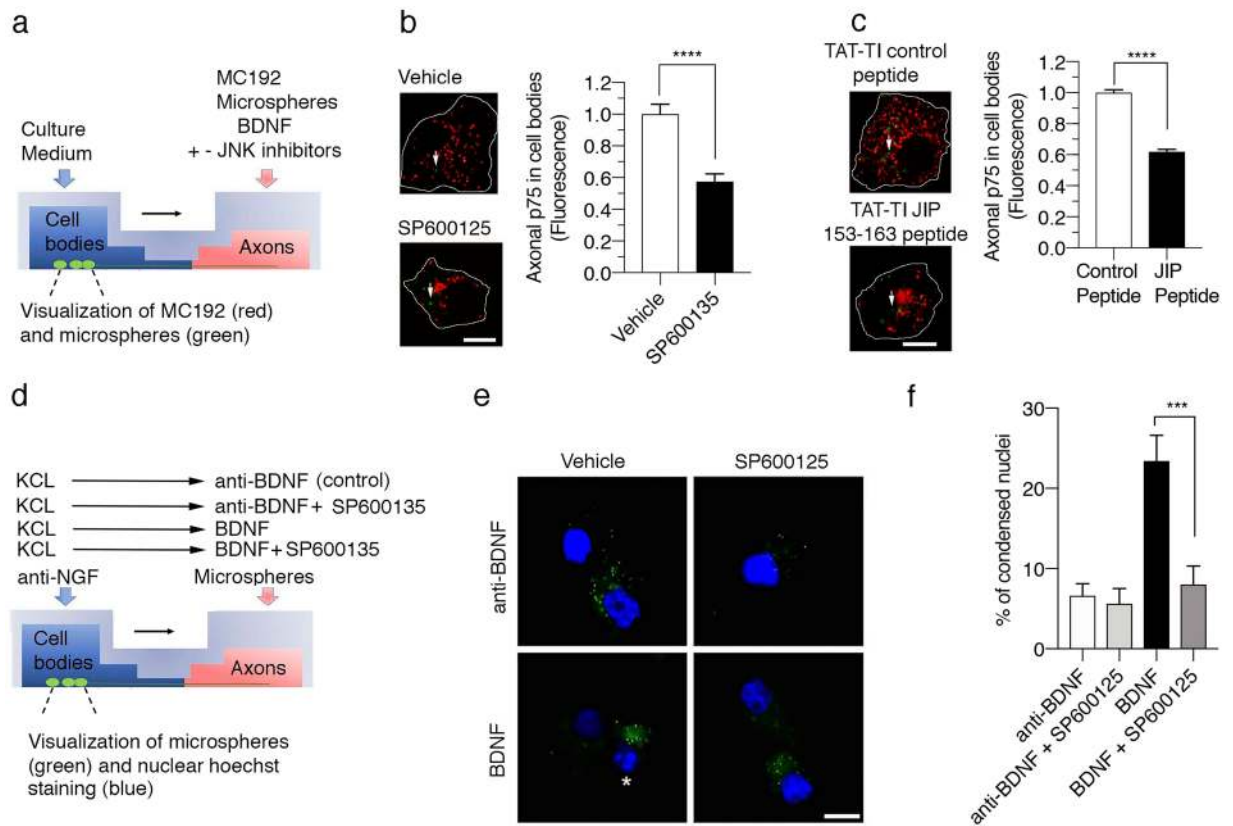 a
MC192
Microspheres
BDNF
+ - JNK inhibitors
Culture
Medium
Cell
bodies
Axons
Visualization of MC192 (red)
and microspheres (green)
b
Vehicle
SP600125
****
Axonal p75 in cell bodies
(Fluorescence)
1.2
1.0
0.8
0.6
0.4
0.2
0.0
Vehicle
SP600135
c
TAT-TI control
peptide
TAT-TI JIP
153-163 peptide
****
Axonal p75 in cell bodies
(Fluorescence)
1.2
1.0
0.8
0.6
0.4
0.2
0.0
Control
Peptide
JIP
Peptide
d
KCL anti-BDNF (control)
KCL anti-BDNF + SP600135
KCL BDNF
KCL BDNF + SP600135
anti-NGF
Microspheres
Cell
bodies
Axons
Visualization of microspheres
(green) and nuclear hoechst
staining (blue)
e
Vehicle
SP600125
anti-BDNF
BDNF
*
f
***
% of condensed nuclei
30
20
10
0
anti-BDNF
anti-BDNF + SP600125
BDNF
BDNF + SP600125